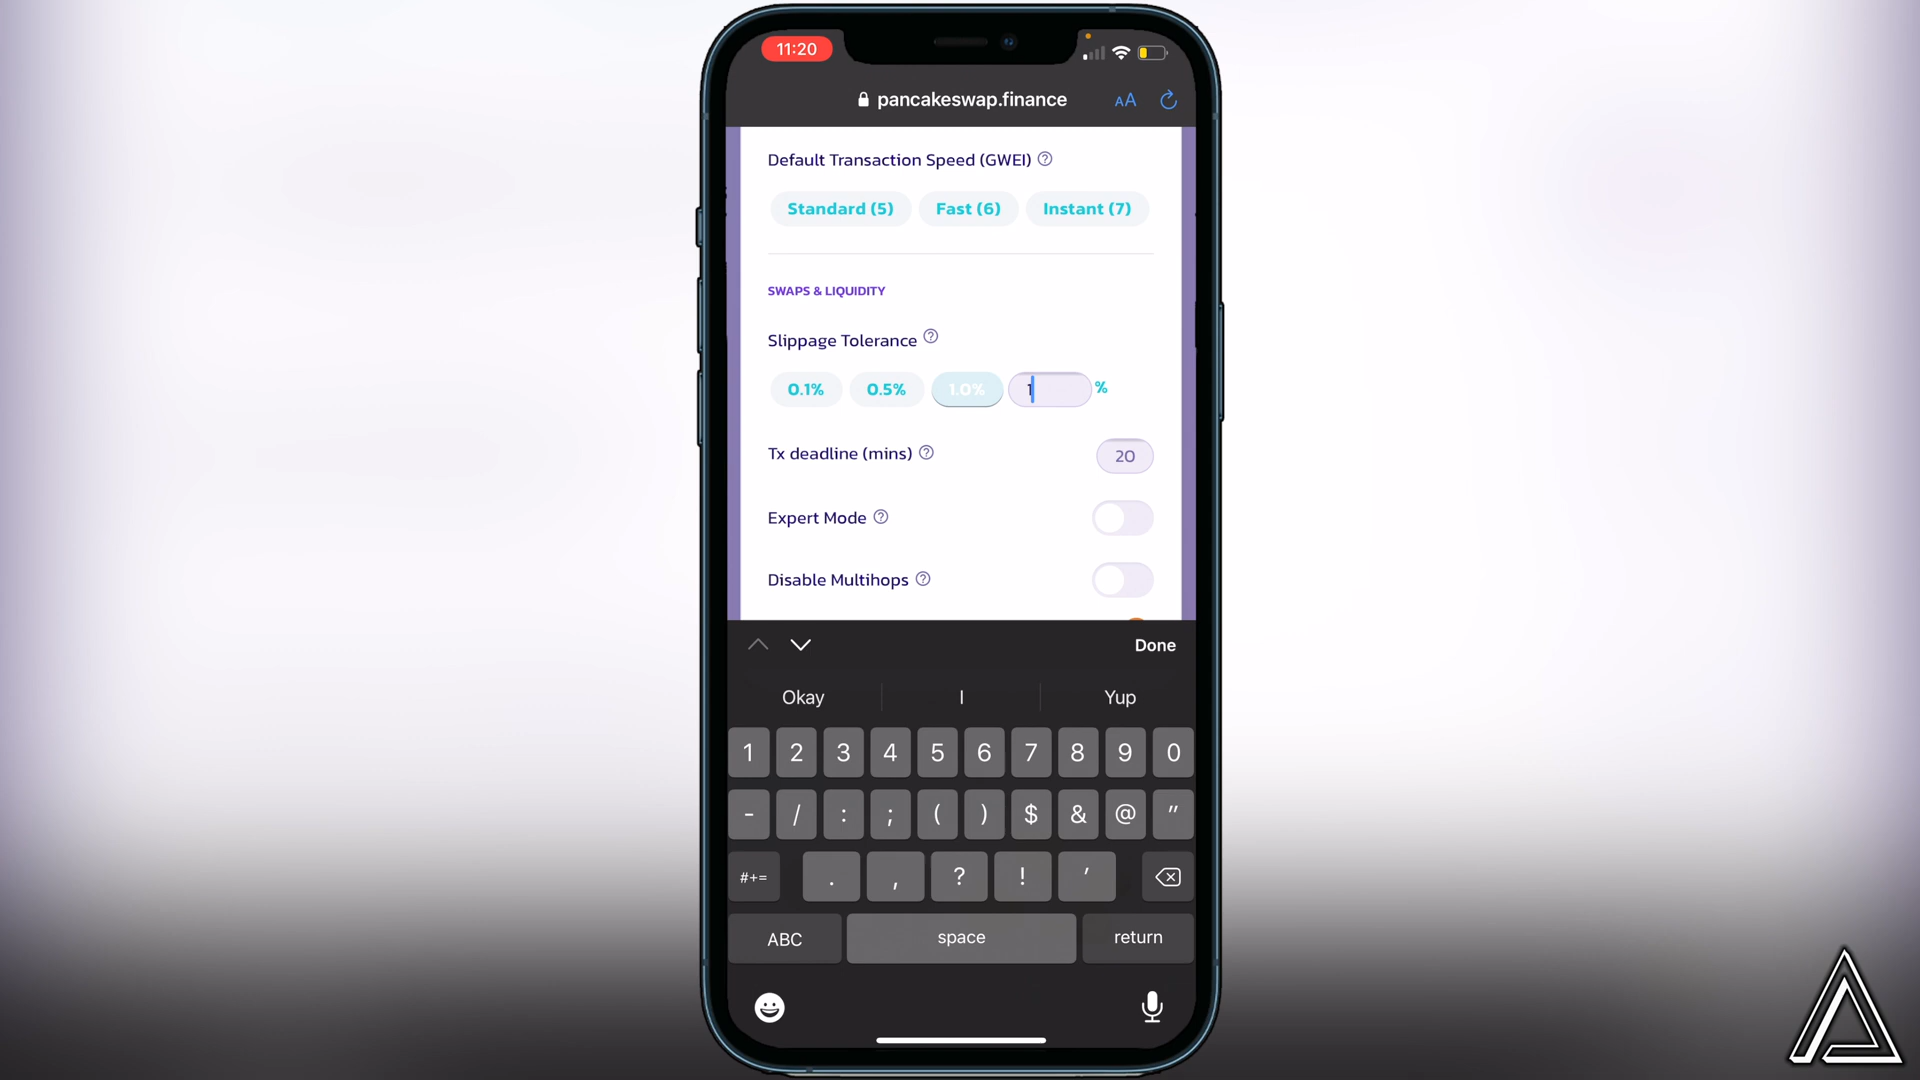 11:20
pancakeswap.finance AA
Default Transaction Speed (GWEI) ?
Standard (5) Fast (6) Instant (7)
SWAPS & LIQUIDITY
Slippage Tolerance ?
0.1% 0.5% 1.0% 1 %
Tx deadline (mins) ? 20
Expert Mode ?
Disable Multihops ?
Done
Okay I Yup
1 2 3 4 5 6 7 8 9 0
- / : ; ( ) $ & @ "
#+= . , ? ! '
ABC space return